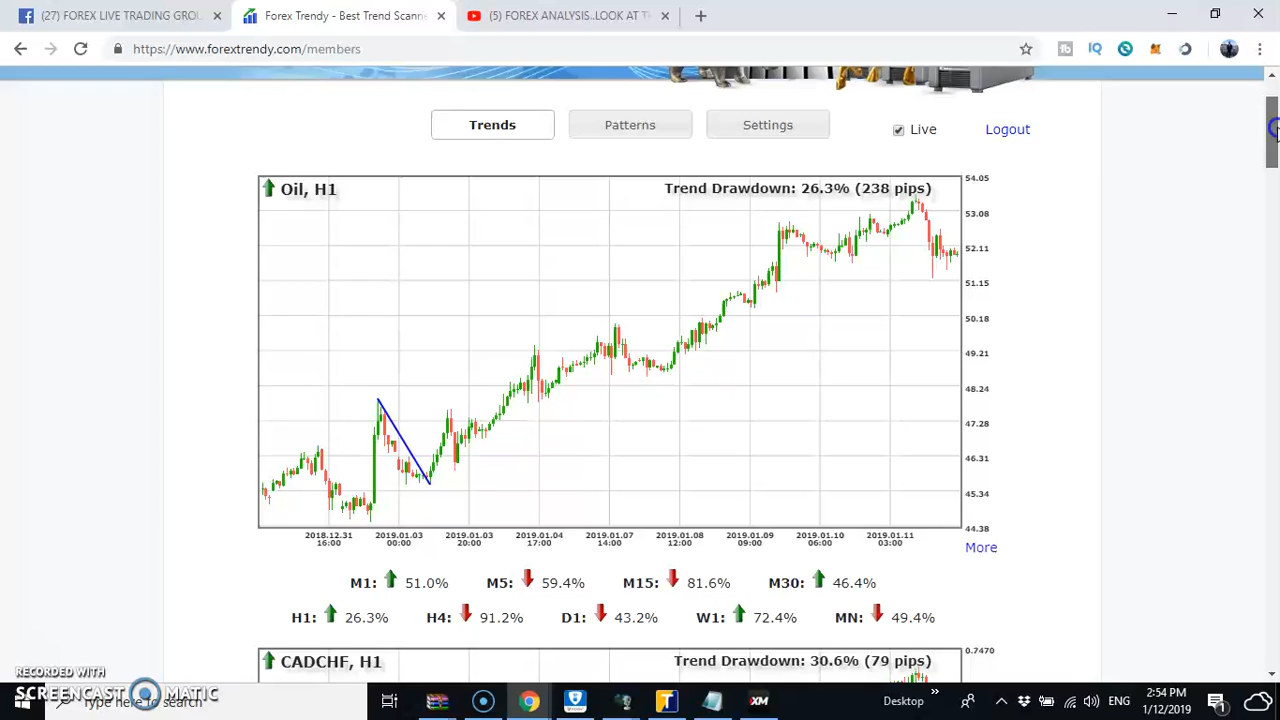 (27) FOREX LIVE TRADING GROU
Forex Trendy - Best Trend Scanne
(5) FOREX ANALYSIS..LOOK AT T
https://www.forextrendy.com/members
Trends
Patterns
Settings
Live
Logout
Oil, H1
Trend Drawdown: 26.3% (238 pips)
54.05
53.08
52.11
51.15
50.18
49.21
48.24
47.28
46.31
45.34
44.38
2018.12.31 2019.01.03 2019.01.03 2019.01.04 2019.01.07 2019.01.08 2019.01.09 2019.01.10 2019.01.11
16:00 00:00 20:00 17:00 14:00 12:00 09:00 06:00 03:00
More
M1: 51.0% M5: 59.4% M15: 81.6% M30: 46.4%
H1: 26.3% H4: 91.2% D1: 43.2% W1: 72.4% MN: 49.4%
CADCHF, H1
Trend Drawdown: 30.6% (79 pips)
0.7470
RECORDED WITH
SCREENCAST MATIC
Type here to search
XM
Desktop
ENG
2:54 PM
1/12/2019